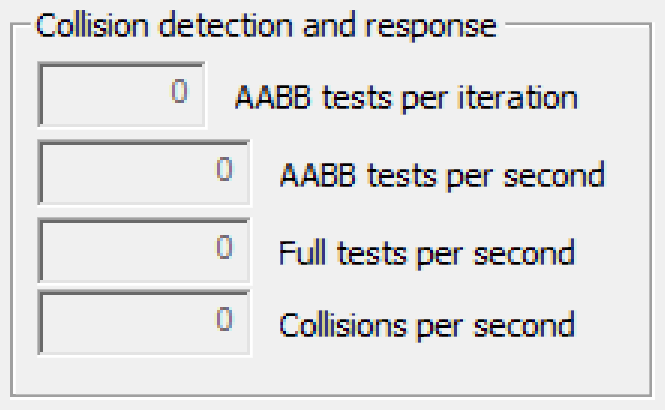 Collision detection and response
0 AABB tests per iteration
0 AABB tests per second
0 Full tests per second
0 Collisions per second